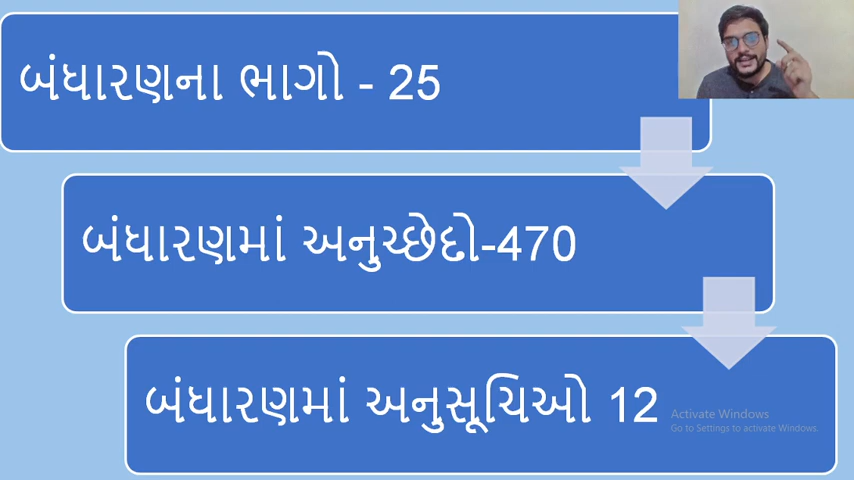 બંધારણના ભાગો - 25
બંધારણમાં અનુચ્છેદો-470
બંધારણમાં અનુસૂચિઓ 12
Activate Windows
Go to Settings to activate Windows.